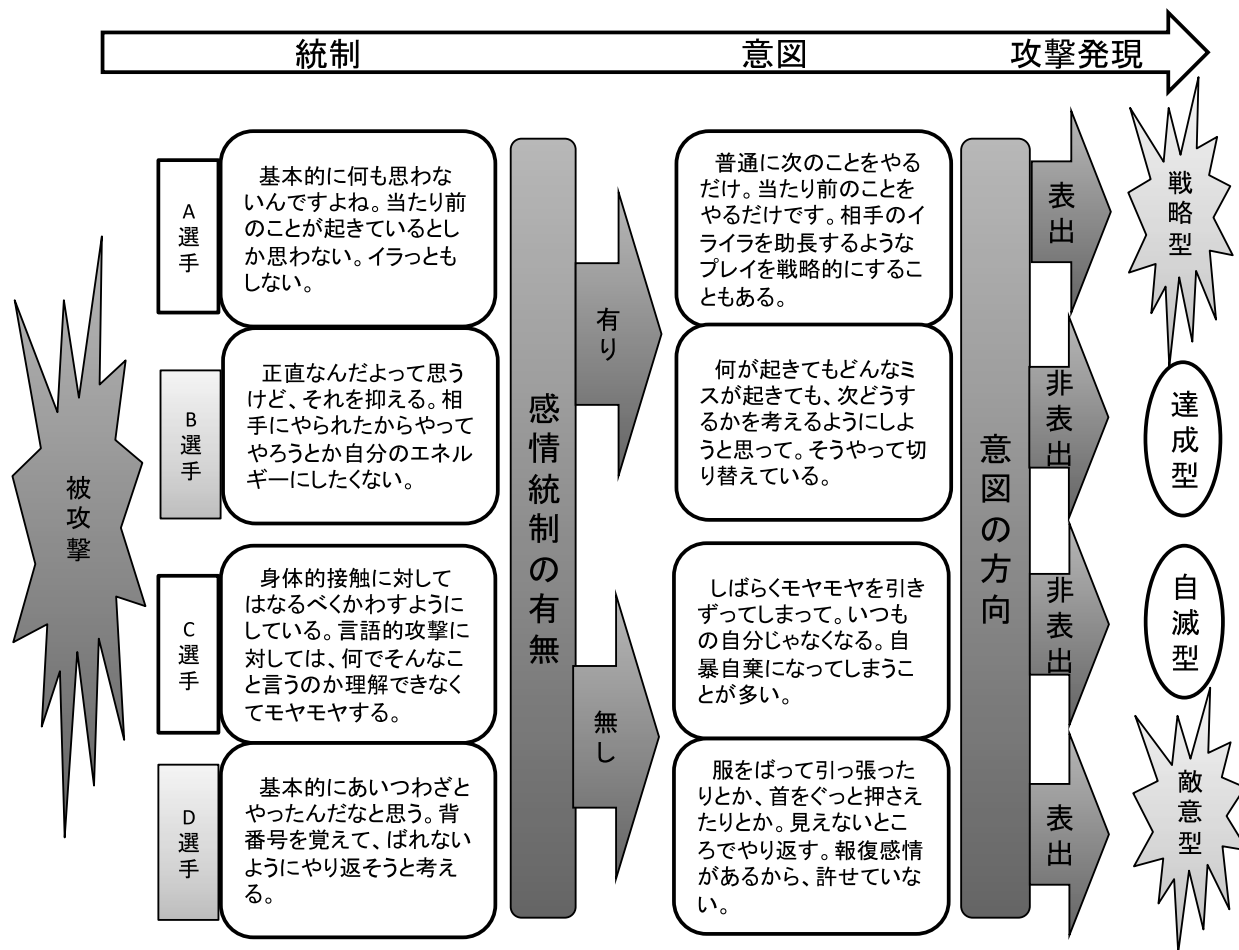 統制
意図
攻撃発現
被攻撃
A
選手
基本的に何も思わな
いんですよね。当たり前
のことが起きているとし
か思わない。イラっとも
しない。
B
選手
正直なんだよって思う
けど、それを抑える。相
手にやられたからやって
やろうとか自分のエネル
ギーにしたくない。
C
選手
身体的接触に対して
はなるべくかわすように
している。言語的攻撃に
対しては、何でそんなこ
と言うのか理解できなく
てモヤモヤする。
D
選手
基本的にあいつわざと
やったんだなと思う。背
番号を覚えて、ばれない
ようにやり返そうと考え
る。
感情統制の有無
有り
無し
普通に次のことをやる
だけ。当たり前のことを
やるだけです。相手のイ
ライラを助長するような
プレイを戦略的にするこ
ともある。
何が起きてもどんなミ
スが起きても、次どうす
るかを考えるようにしよ
うと思って。そうやって切
り替えている。
しばらくモヤモヤを引き
ずってしまって。いつも
の自分じゃなくなる。自
暴自棄になってしまうこ
とが多い。
服をばって引っ張った
りとか、首をぐっと押さえ
たりとか。見えないとこ
ろでやり返す。報復感情
があるから、許せていな
い。
意図の方向
表出
非表出
非表出
表出
戦略型
達成型
自滅型
敵意型